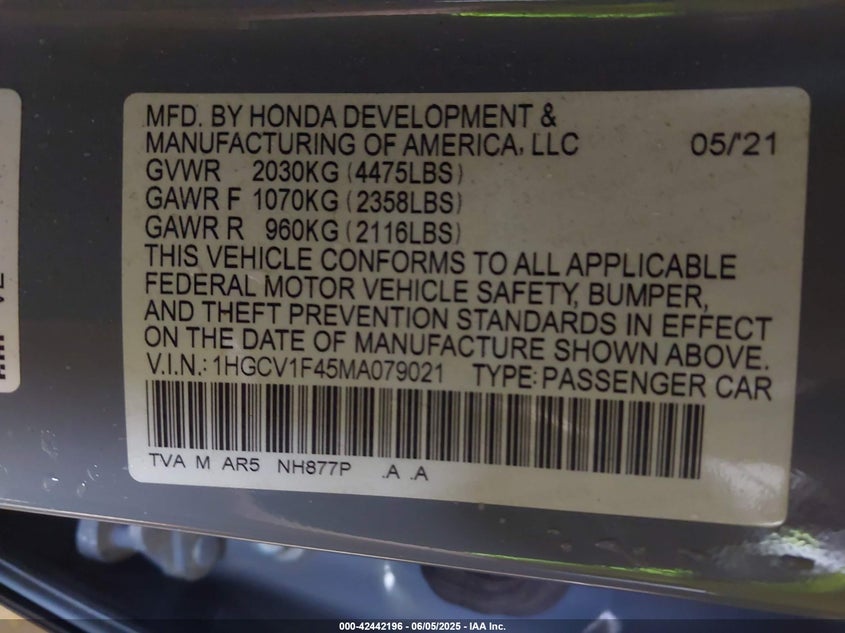 MFD. BY HONDA DEVELOPMENT &
MANUFACTURING OF AMERICA, LLC 05/'21
GVWR 2030KG (4475LBS)
GAWR F 1070KG (2358LBS)
GAWR R 960KG (2116LBS)
THIS VEHICLE CONFORMS TO ALL APPLICABLE
FEDERAL MOTOR VEHICLE SAFETY, BUMPER,
AND THEFT PREVENTION STANDARDS IN EFFECT
ON THE DATE OF MANUFACTURE SHOWN ABOVE.
V.I.N.: 1HGCV1F45MA079021 TYPE: PASSENGER CAR
TVA M AR5 NH877P .A .A
000-42442196 - 06/05/2025 - IAA Inc.